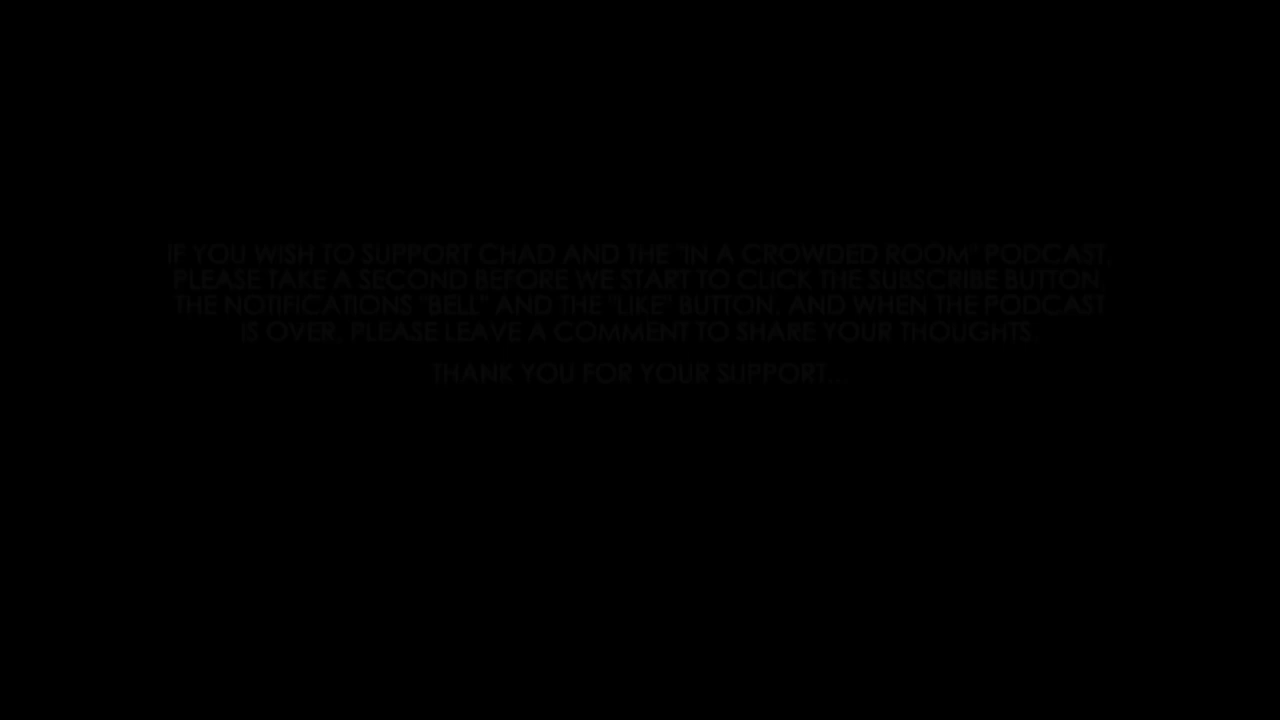 IF YOU WISH TO SUPPORT CHAD AND THE "IN A CROWDED ROOM" PODCAST,
PLEASE TAKE A SECOND BEFORE WE START TO CLICK THE SUBSCRIBE BUTTON
THE NOTIFICATIONS "BELL" AND THE "LIKE" BUTTON. AND WHEN THE PODCAST
IS OVER, PLEASE LEAVE A COMMENT TO SHARE YOUR THOUGHTS.
THANK YOU FOR YOUR SUPPORT...